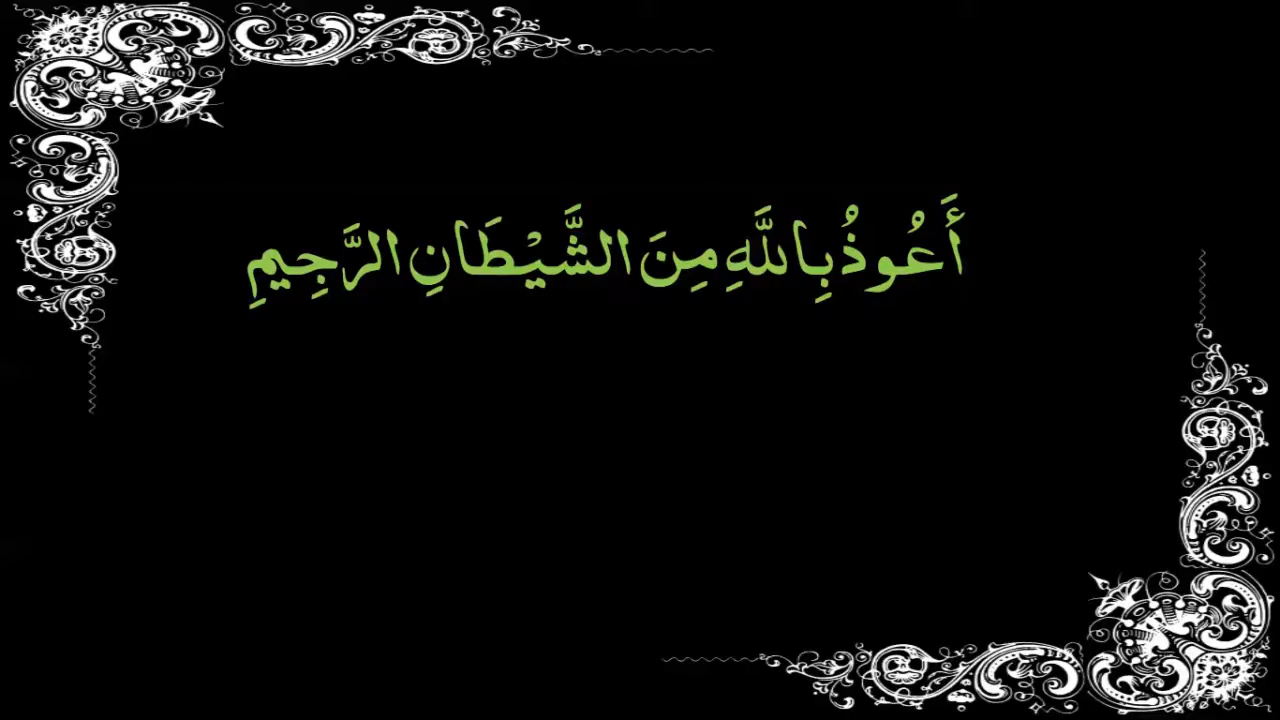 أَعُوذُ بِاللَّهِ مِنَ الشَّيْطَانِ الرَّجِيمِ